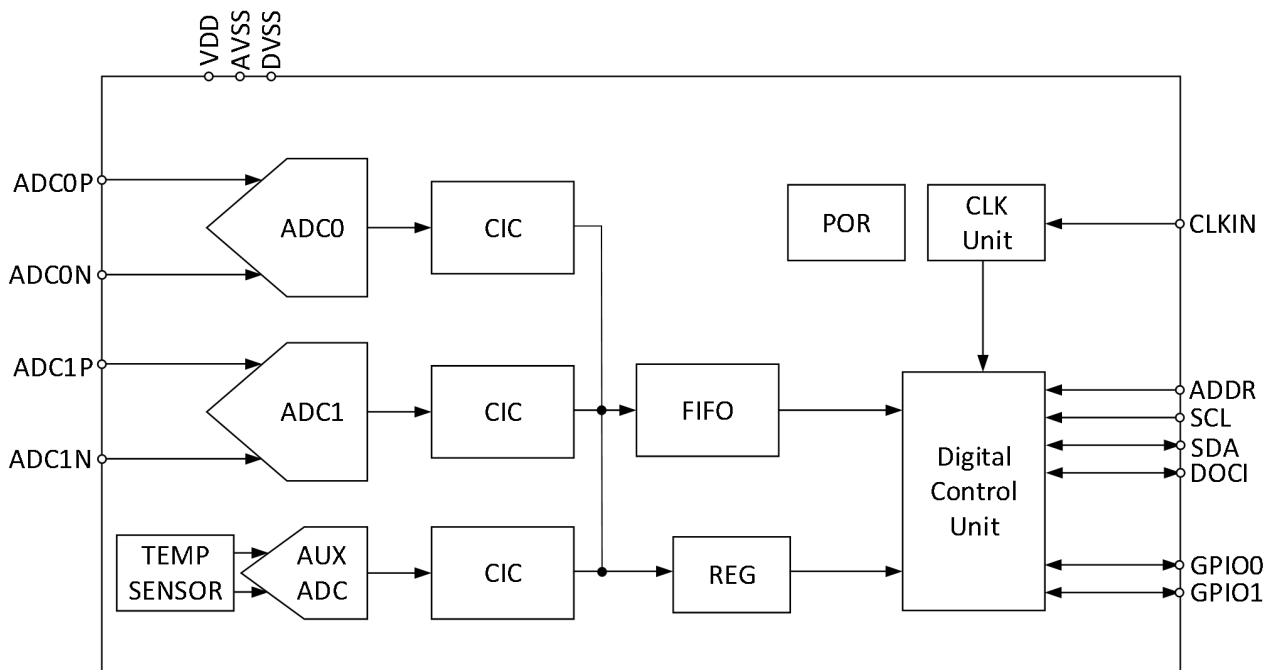 VDD
AVSS
DVSS
ADC0P
ADC0
CIC
POR
CLK
Unit
CLKIN
ADC0N
ADC1P
ADC1
CIC
FIFO
ADDR
SCL
SDA
DOCI
ADC1N
Digital
Control
Unit
TEMP
SENSOR
AUX
ADC
CIC
REG
GPIO0
GPIO1